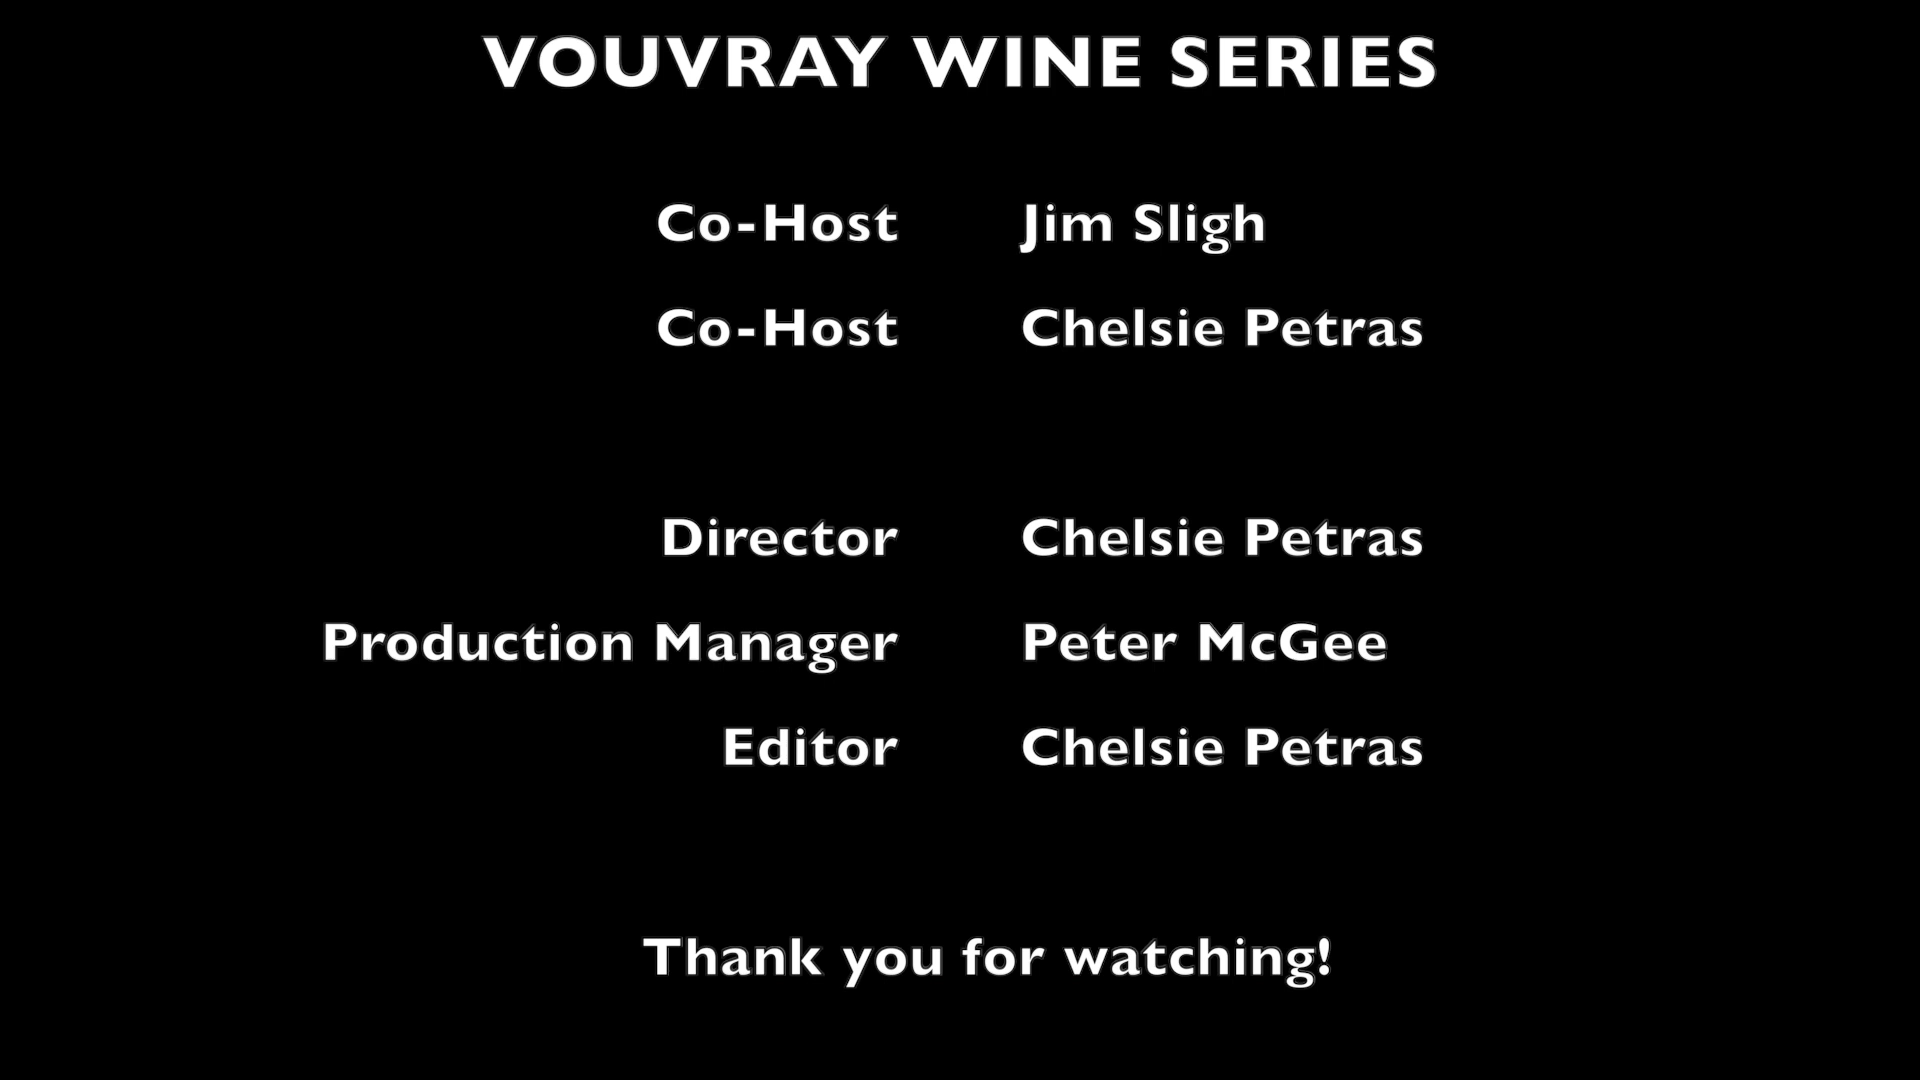 VOUVRAY WINE SERIES
Co-Host Jim Sligh
Co-Host Chelsie Petras
Director Chelsie Petras
Production Manager Peter McGee
Editor Chelsie Petras
Thank you for watching!